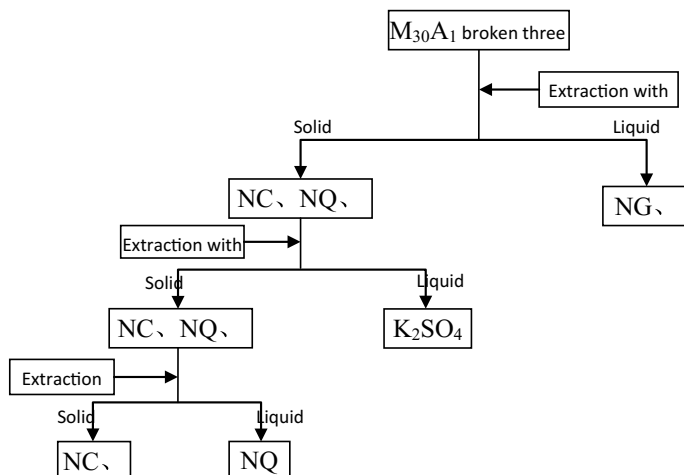 M₃₀A₁ broken three
Extraction with
Solid
Liquid
NC、NQ、
NG、
Extraction with
Solid
Liquid
NC、NQ、
K₂SO₄
Extraction
Solid
Liquid
NC、
NQ